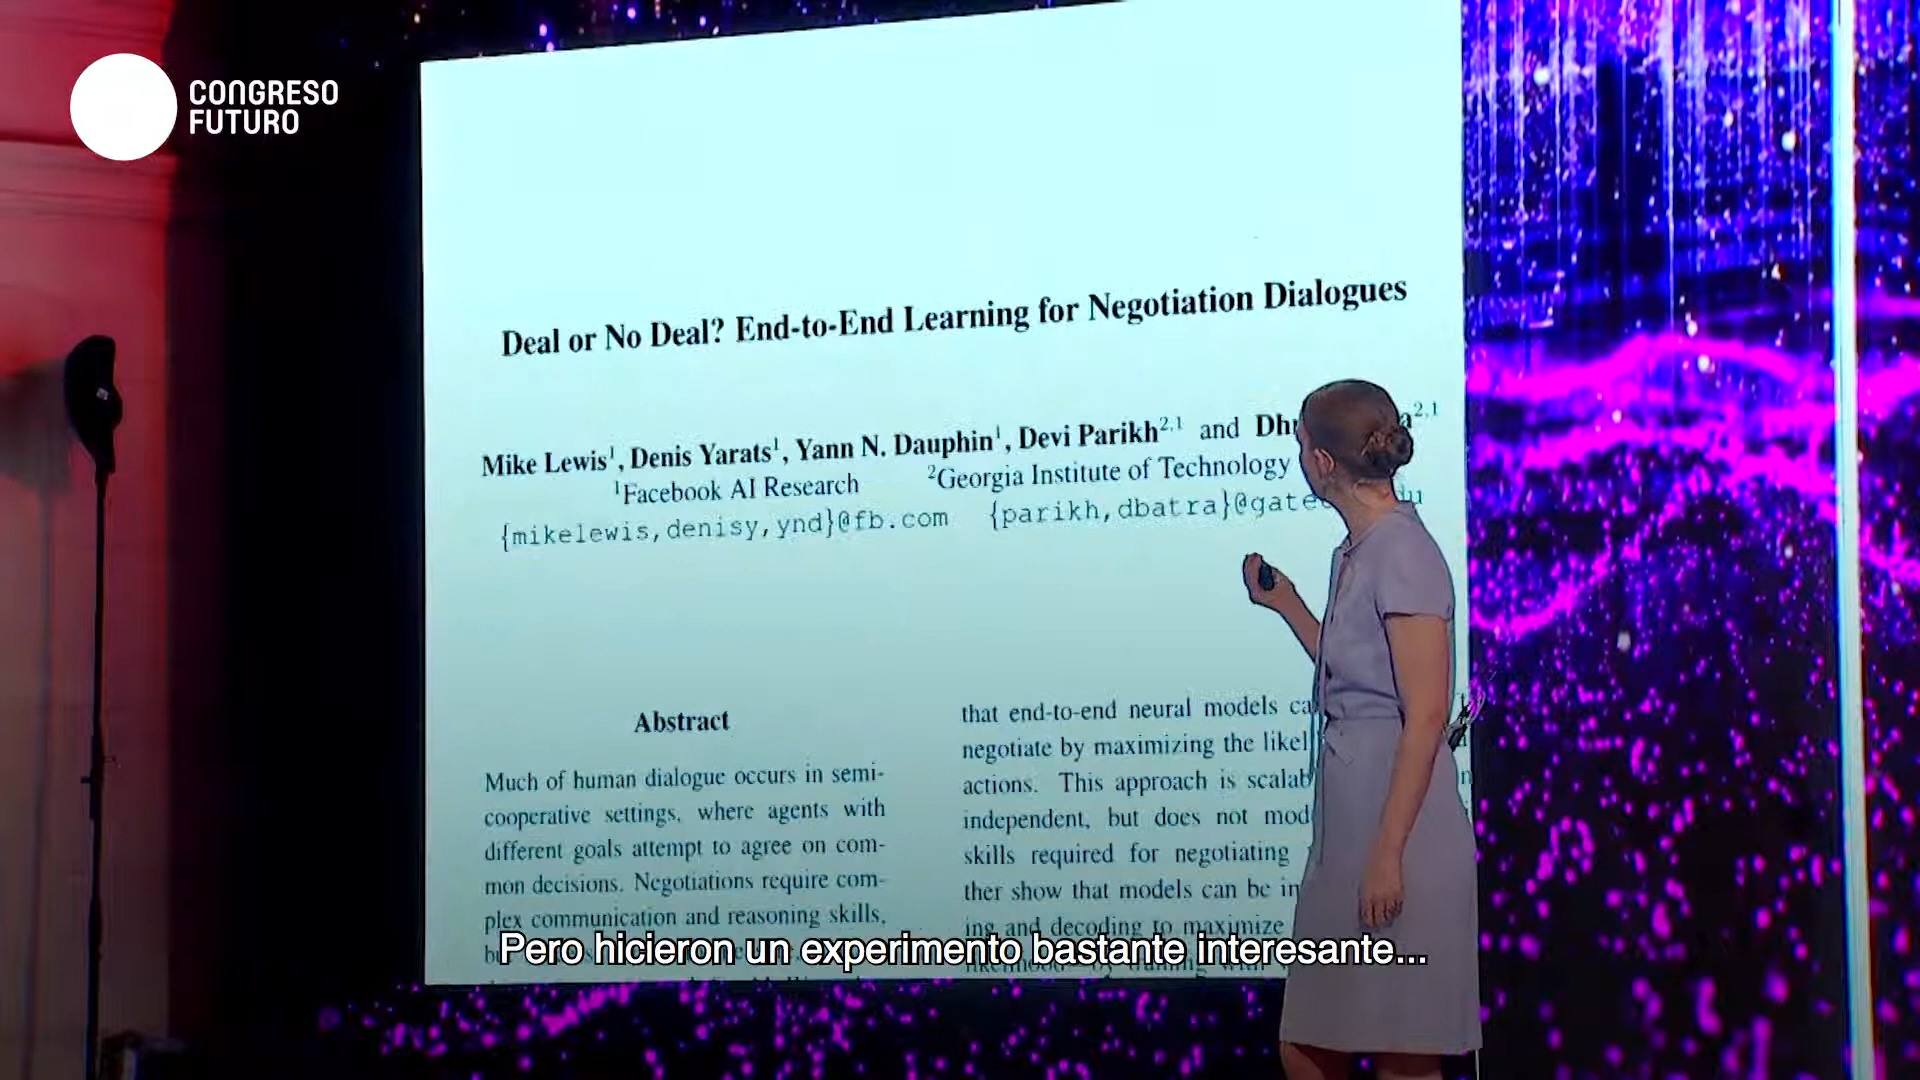 CONGRESO
FUTURO
Deal or No Deal? End-to-End Learning for Negotiation Dialogues
Mike Lewis¹, Denis Yarats¹, Yann N. Dauphin¹, Devi Parikh²,¹ and
¹Facebook AI Research ²Georgia Institute of Technology
{mikelewis,denisy,ynd}@fb.com {parikh,dbatra}@gate
Abstract
Much of human dialogue occurs in semi-
cooperative settings, where agents with
different goals attempt to agree on com-
mon decisions. Negotiations require com-
plex communication and reasoning skills,
that end-to-end neural models
negotiate by maximizing the
actions. This approach is
independent, but does not
skills required for negotiating
ther show that models can be
ing and decoding to maximize
Pero hicieron un experimento bastante interesante...